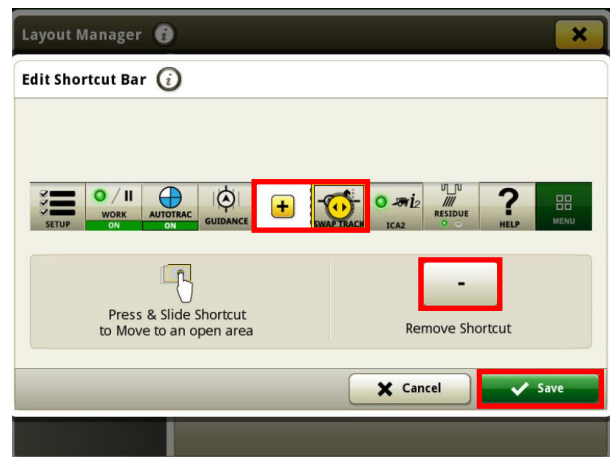 Layout Manager i
Edit Shortcut Bar i
SETUP
WORK
ON
AUTOTRAC
ON
GUIDANCE
+
SWAP TRACK
i2
ICA2
RESIDUE
?
HELP
MENU
Press & Slide Shortcut
to Move to an open area
-
Remove Shortcut
Cancel
Save